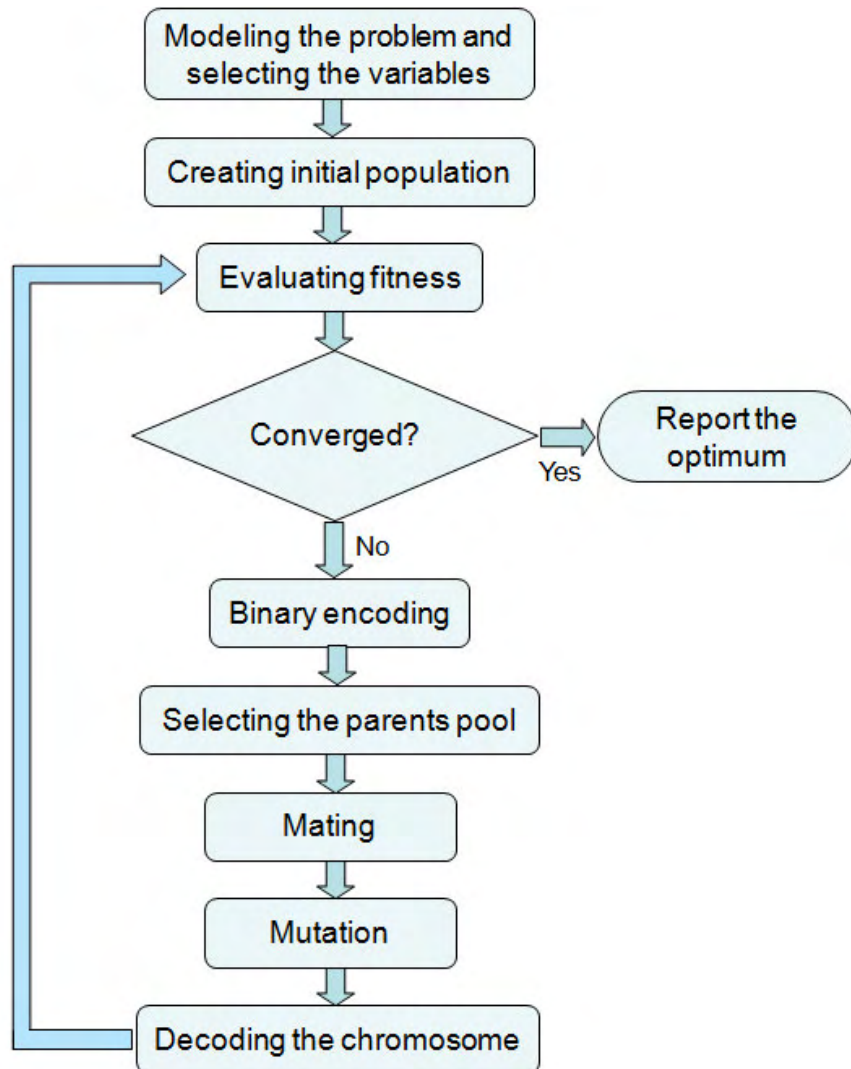 Modeling the problem and
selecting the variables
Creating initial population
Evaluating fitness
Converged?
Yes
Report the
optimum
No
Binary encoding
Selecting the parents pool
Mating
Mutation
Decoding the chromosome